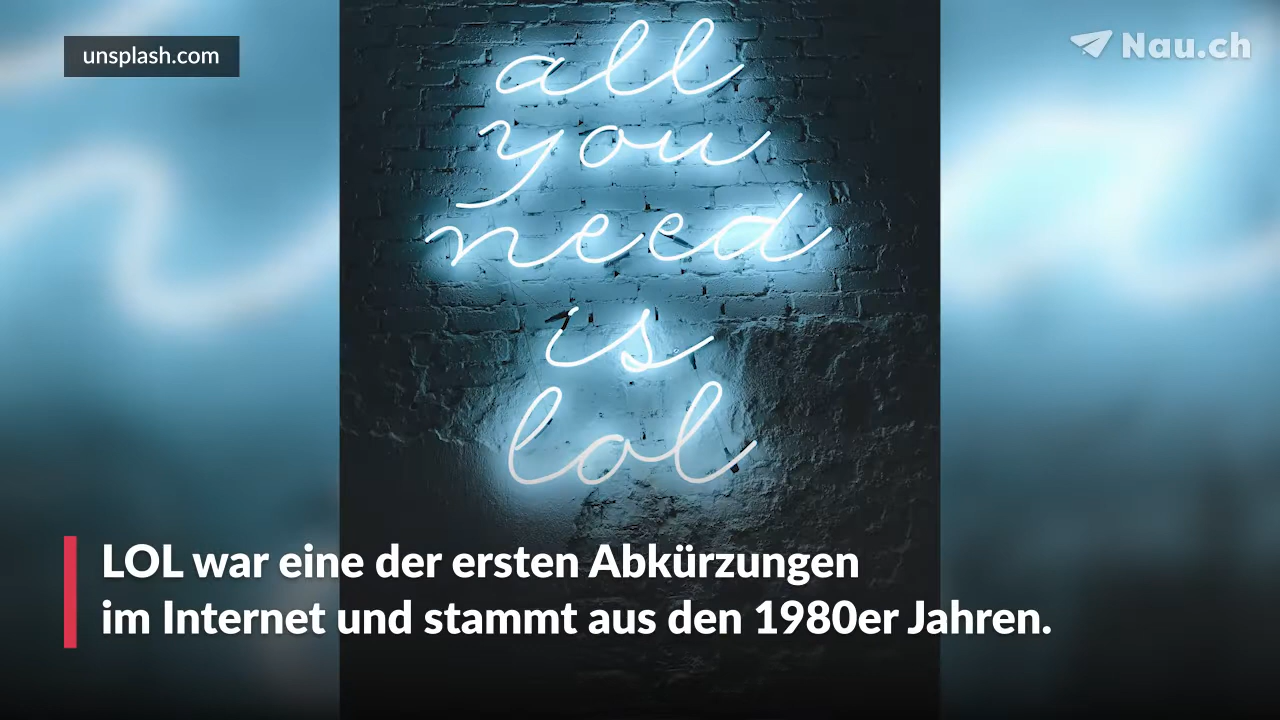 unsplash.com
Nau.ch
all
you
need
is
lol
LOL war eine der ersten Abkürzungen
im Internet und stammt aus den 1980er Jahren.